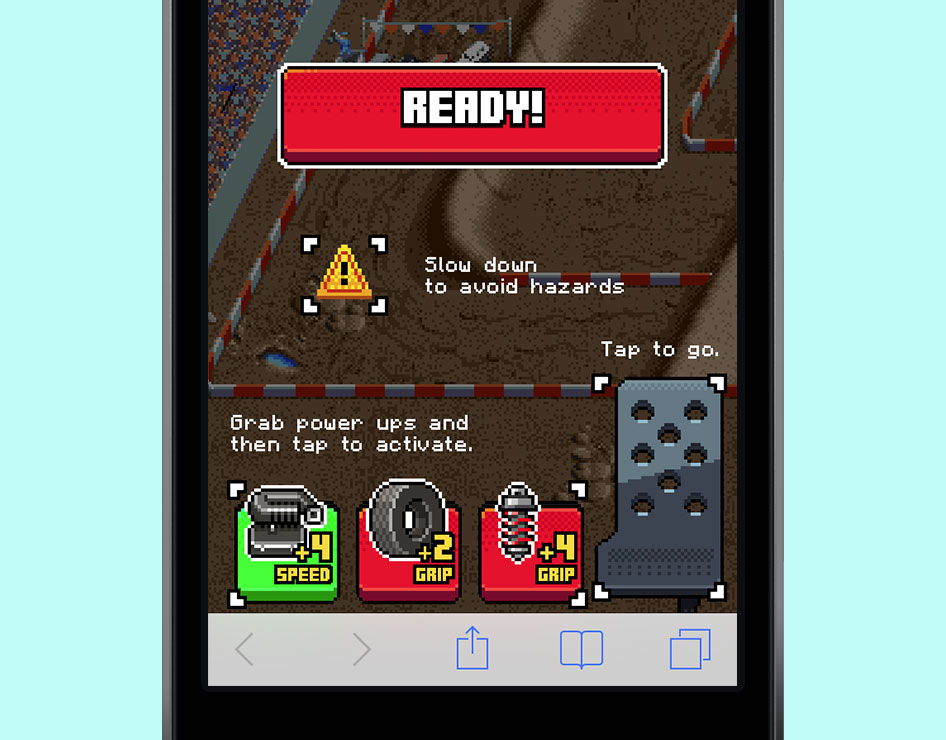 READY!
Slow down
to avoid hazards
Tap to go.
Grab power ups and
then tap to activate.
+4
SPEED
+2
GRIP
+4
GRIP